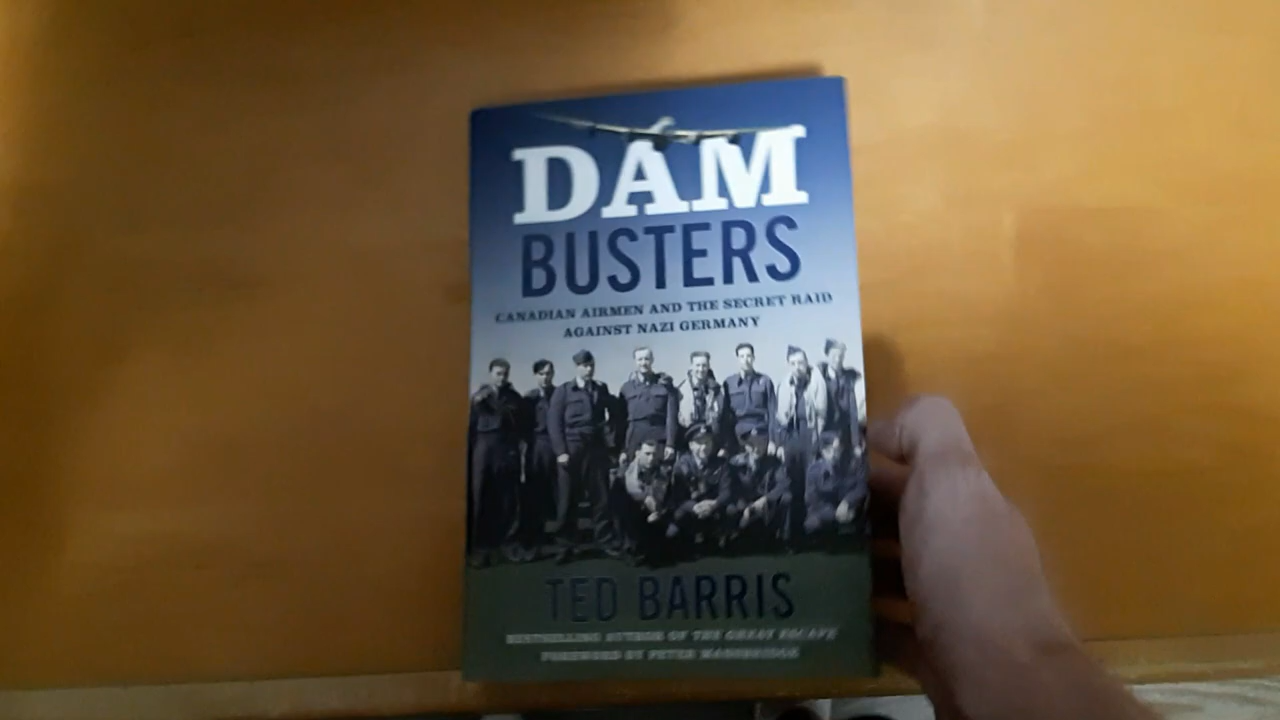 DAM
BUSTERS
CANADIAN AIRMEN AND THE SECRET RAID
AGAINST NAZI GERMANY
TED BARRIS
BESTSELLING AUTHOR OF THE GREAT ESCAPE
FOREWORD BY PETER MANSBRIDGE